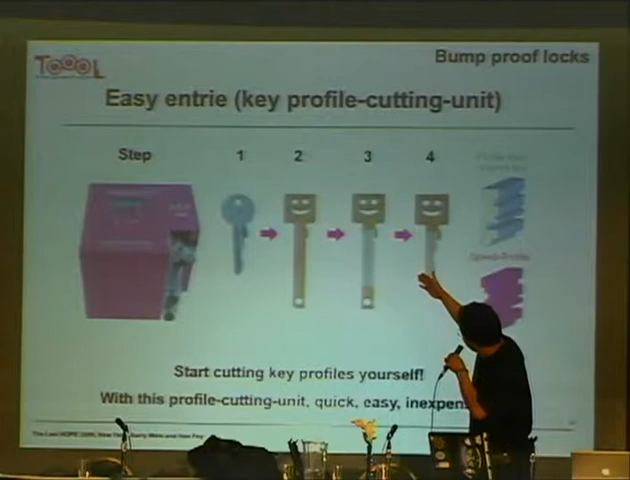 TOOOL
Bump proof locks
Easy entrie (key profile-cutting-unit)
Step
1
2
3
4
Start cutting key profiles yourself!
With this profile-cutting-unit, quick, easy, inexpens